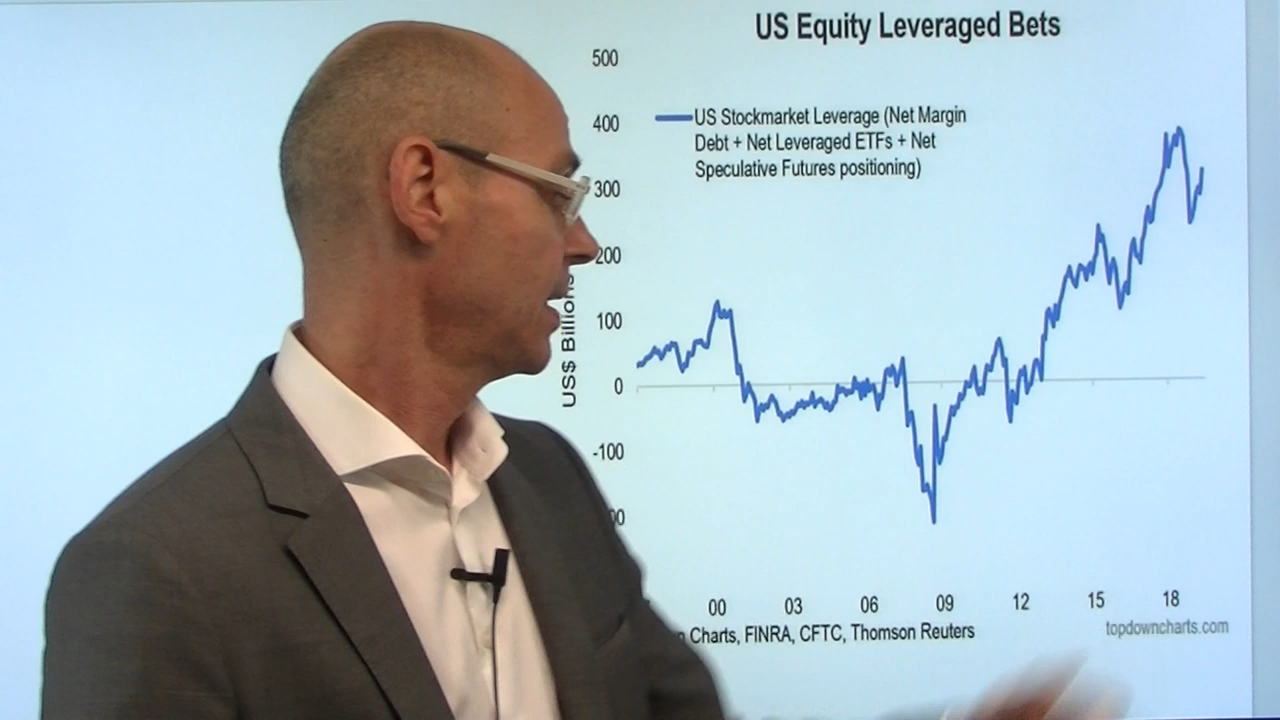 US Equity Leveraged Bets
500
US Stockmarket Leverage (Net Margin
400
Debt + Net Leveraged ETFs + Net
Speculative Futures positioning)
300
200
US$ Billions
100
0
-100
00 03 06 09 12 15 18
Charts, FINRA, CFTC, Thomson Reuters
topdowncharts.com